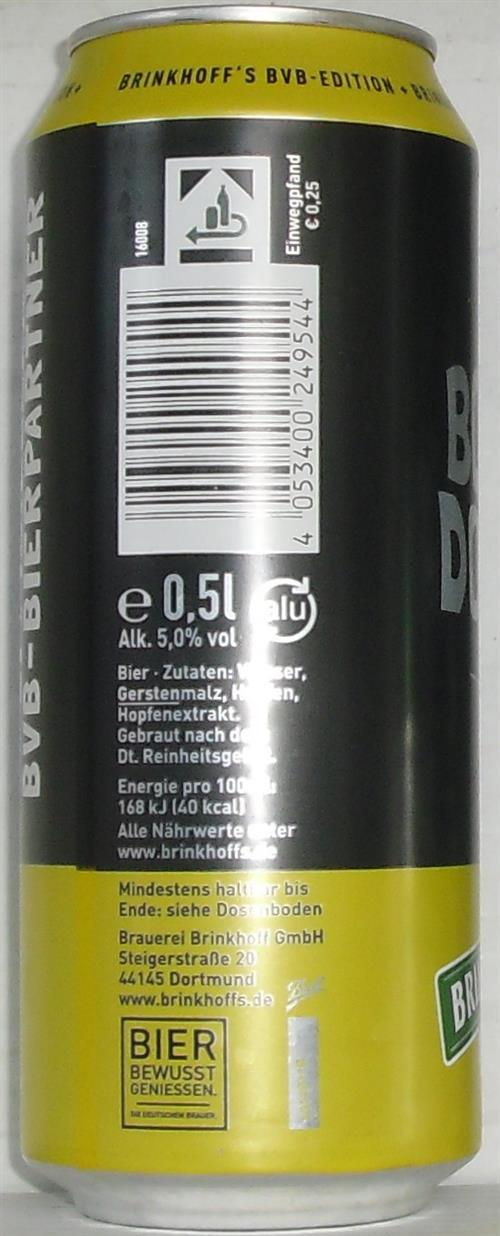 BRINKHOFF'S BVB-EDITION +
BVB-BIERPARTNER
16008
Einwegpfand
€ 0,25
4 053400 249544
e 0,5l
alu
Alk. 5,0% vol
Bier · Zutaten:
Gerstenmalz,
Hopfenextrakt.
Gebraut nach
Dt.
Energie pro
168 kJ (40 kcal)
Alle Nährwerte
www.brinkhoffs.de
Mindestens haltbar bis
Ende: siehe Dosenboden
Brauerei Brinkhoff GmbH
Steigerstraße 20
44145 Dortmund
www.brinkhoffs.de
Ball
BIER
BEWUSST
GENIESSEN.
DIE DEUTSCHEN BRAUER.